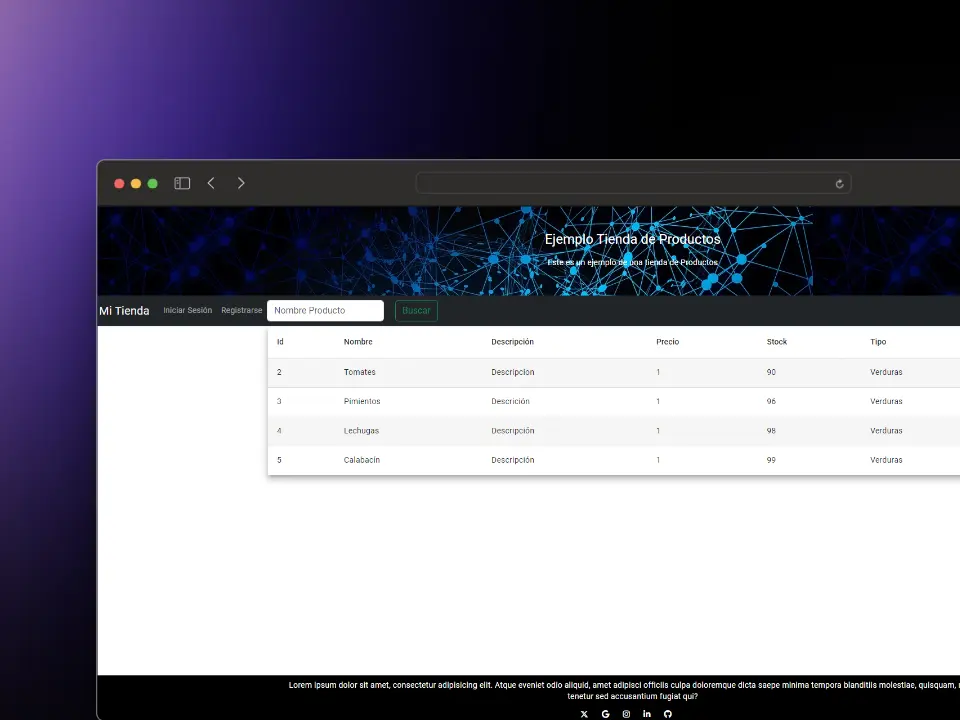 Ejemplo Tienda de Productos
Este es un ejemplo de una tienda de Productos
Mi Tienda Iniciar Sesión Registrarse Nombre Producto Buscar
Id Nombre Descripción Precio Stock Tipo
2 Tomates Descripcion 1 90 Verduras
3 Pimientos Descrición 1 96 Verduras
4 Lechugas Descripción 1 98 Verduras
5 Calabacín Descripción 1 99 Verduras
Lorem ipsum dolor sit amet, consectetur adipisicing elit. Atque eveniet odio aliquid, amet adipisci officiis culpa doloremque dicta saepe minima tempora blanditiis molestiae, quisquam,
tenetur sed accusantium fugiat qui?